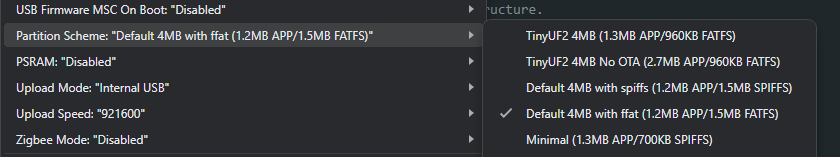 USB Firmware MSC On Boot: "Disabled"
ructure.
Partition Scheme: "Default 4MB with ffat (1.2MB APP/1.5MB FATFS)"
TinyUF2 4MB (1.3MB APP/960KB FATFS)
PSRAM: "Disabled"
TinyUF2 4MB No OTA (2.7MB APP/960KB FATFS)
Upload Mode: "Internal USB"
Default 4MB with spiffs (1.2MB APP/1.5MB SPIFFS)
Upload Speed: "921600"
Default 4MB with ffat (1.2MB APP/1.5MB FATFS)
Zigbee Mode: "Disabled"
Minimal (1.3MB APP/700KB SPIFFS)